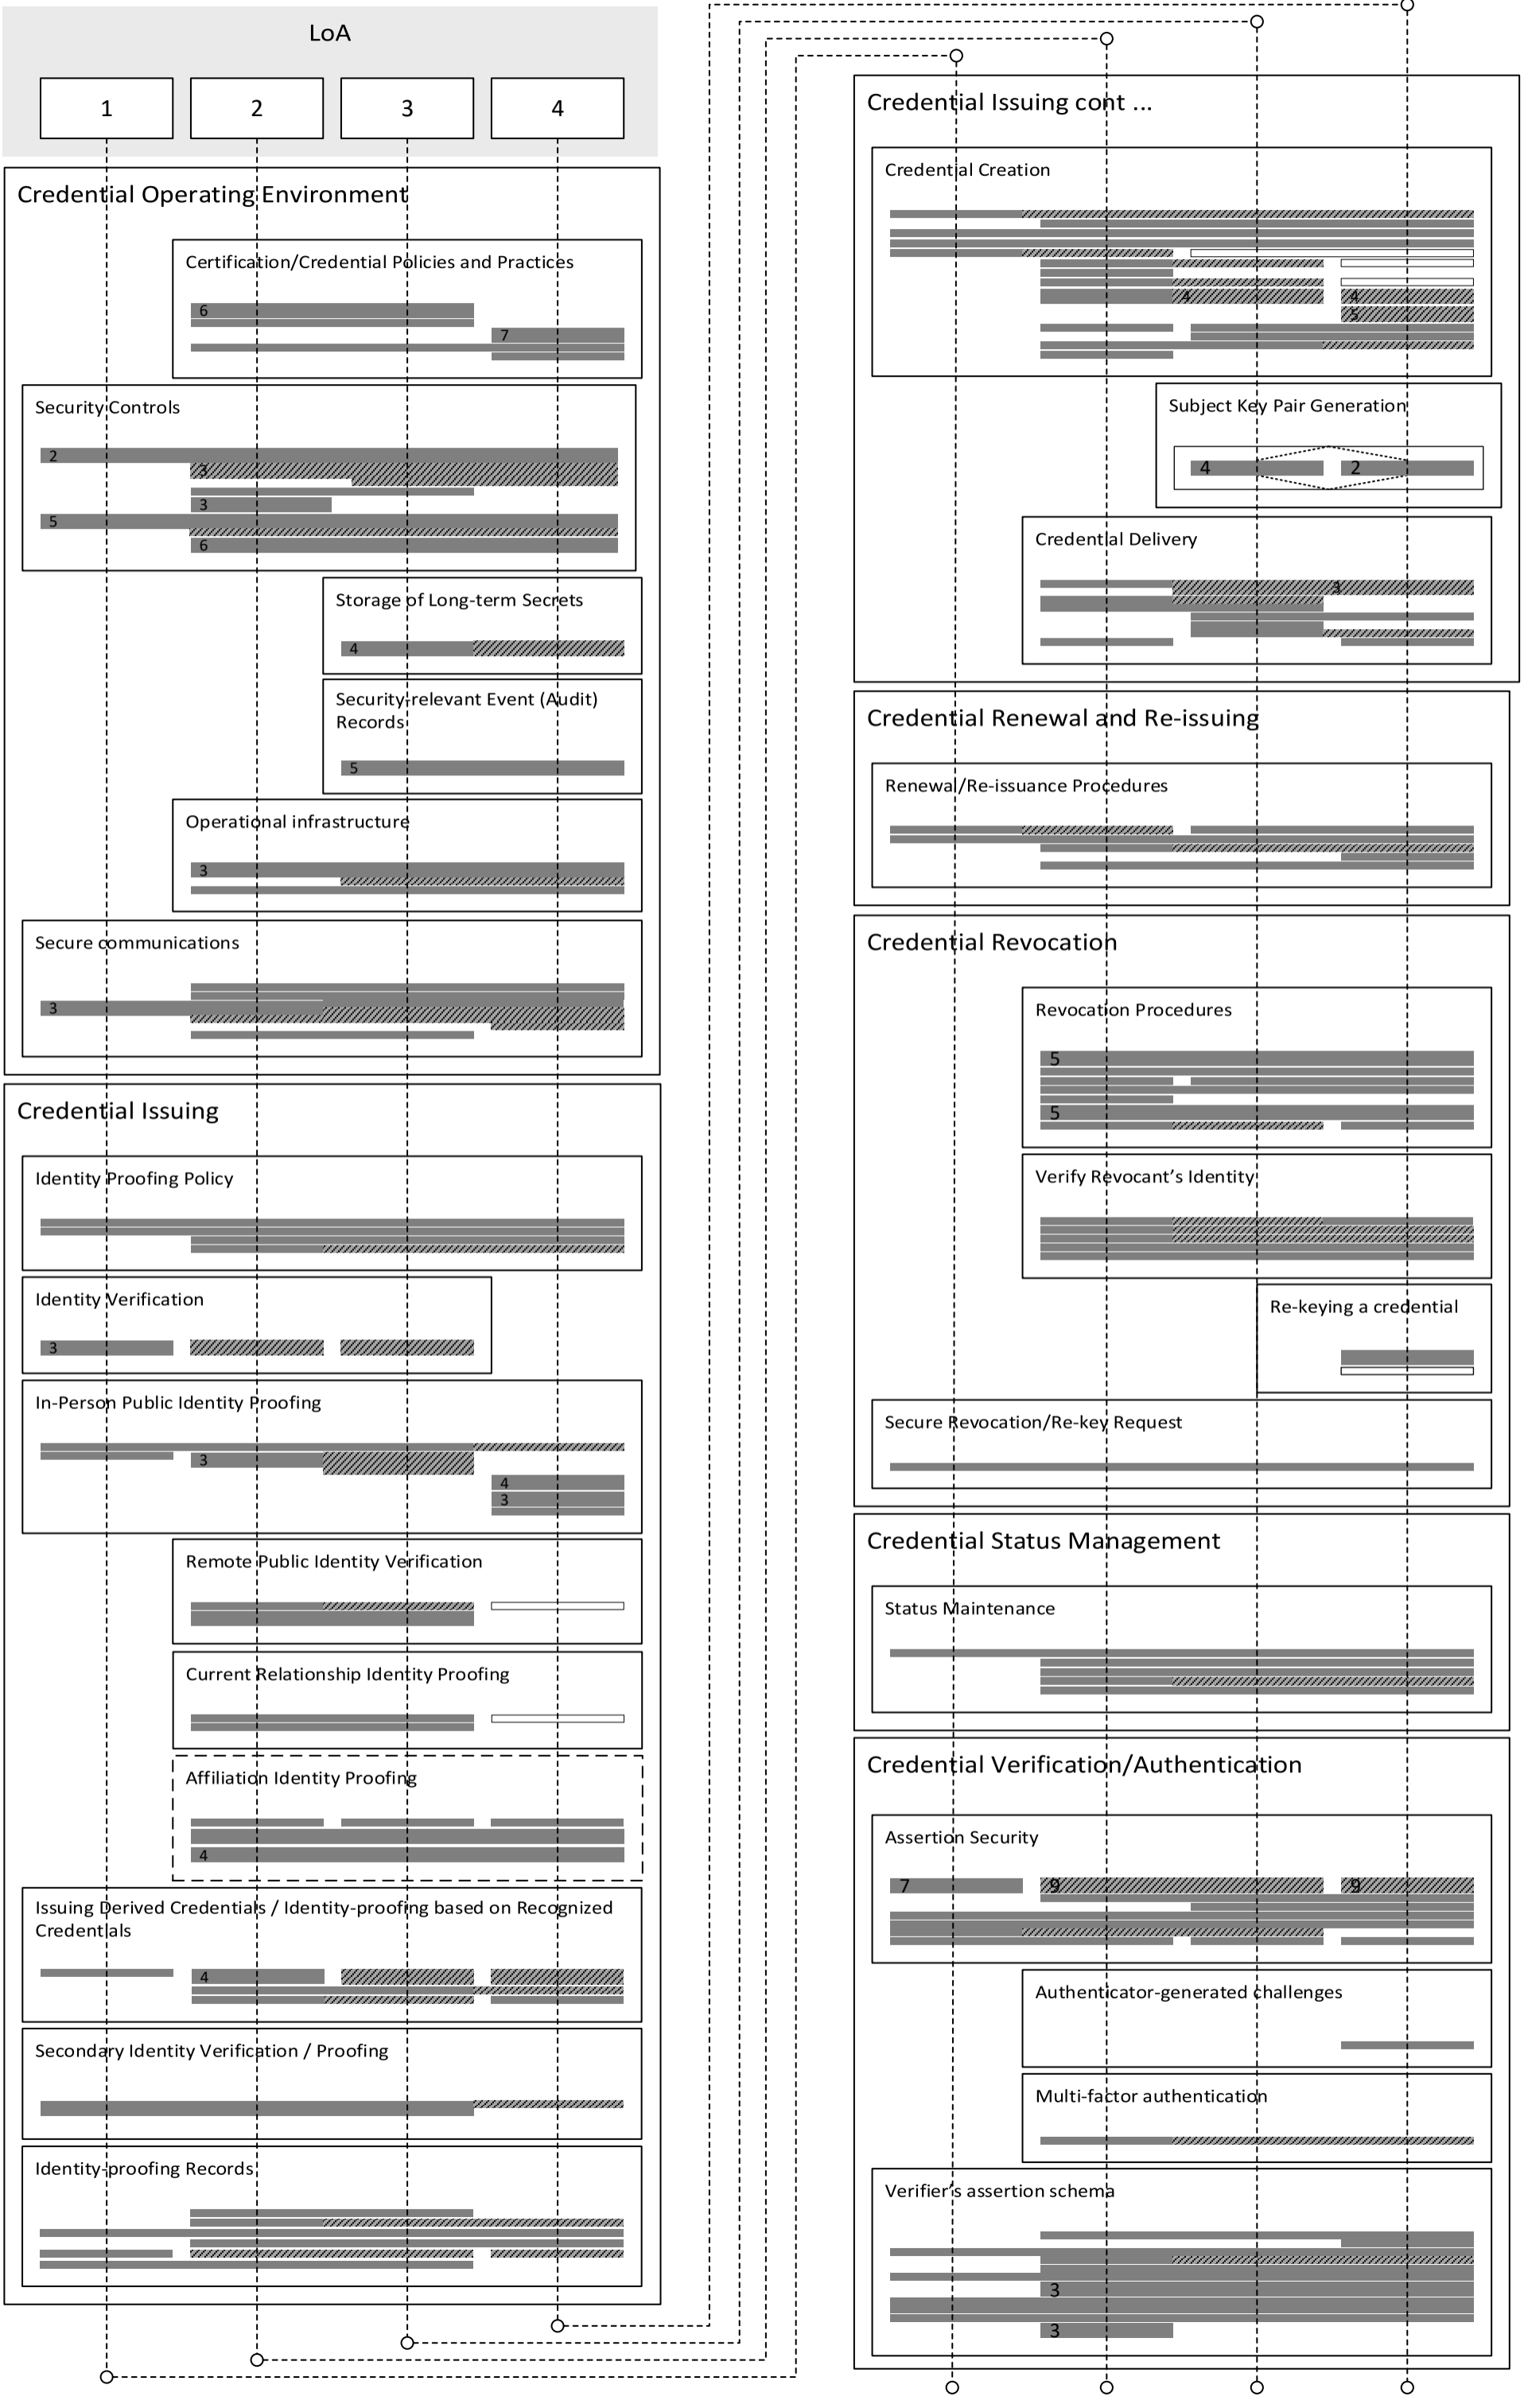 LoA
1 2 3 4
Credential Operating Environment
Certification/Credential Policies and Practices
6
7
Security Controls
2
3
3
5
6
Storage of Long-term Secrets
4
Security-relevant Event (Audit)
Records
5
Operational infrastructure
3
Secure communications
3
Credential Issuing
Identity Proofing Policy
Identity Verification
3
In-Person Public Identity Proofing
3
4
3
Remote Public Identity Verification
Current Relationship Identity Proofing
Affiliation Identity Proofing
4
Issuing Derived Credentials / Identity-proofing based on Recognized
Credentials
4
Secondary Identity Verification / Proofing
Identity-proofing Records
Credential Issuing cont ...
Credential Creation
4 4
5
Subject Key Pair Generation
4 2
Credential Delivery
3
Credential Renewal and Re-issuing
Renewal/Re-issuance Procedures
Credential Revocation
Revocation Procedures
5
5
Verify Revocant’s Identity
Re-keying a credential
Secure Revocation/Re-key Request
Credential Status Management
Status Maintenance
Credential Verification/Authentication
Assertion Security
7 9 9
Authenticator-generated challenges
Multi-factor authentication
Verifier’s assertion schema
3
3